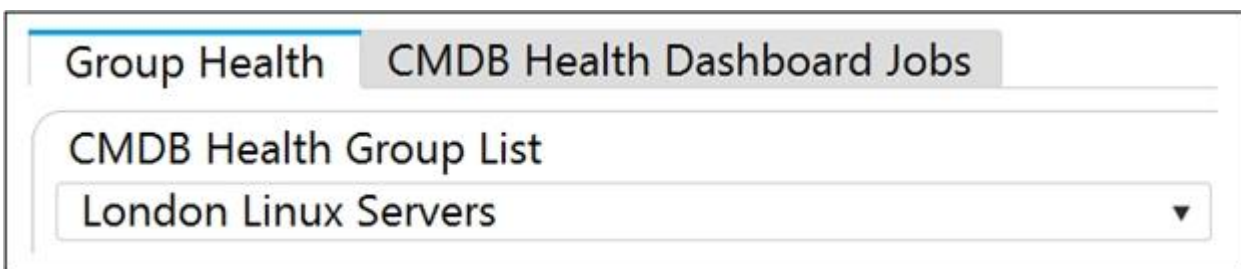 Group Health CMDB Health Dashboard Jobs
CMDB Health Group List
London Linux Servers